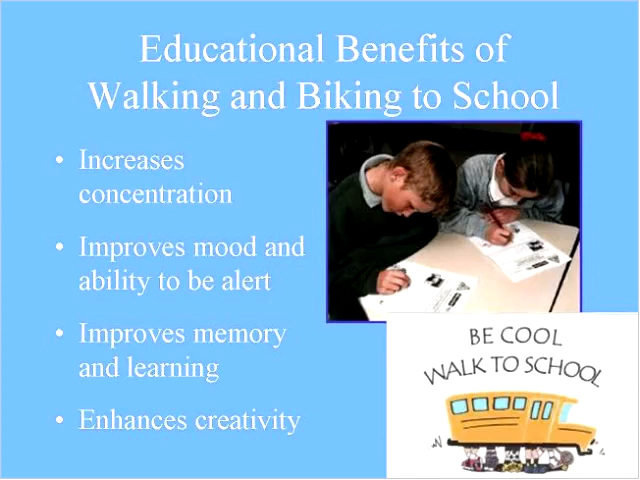 Educational Benefits of
Walking and Biking to School
• Increases
concentration
• Improves mood and
ability to be alert
• Improves memory
and learning
• Enhances creativity
BE COOL
WALK TO SCHOOL